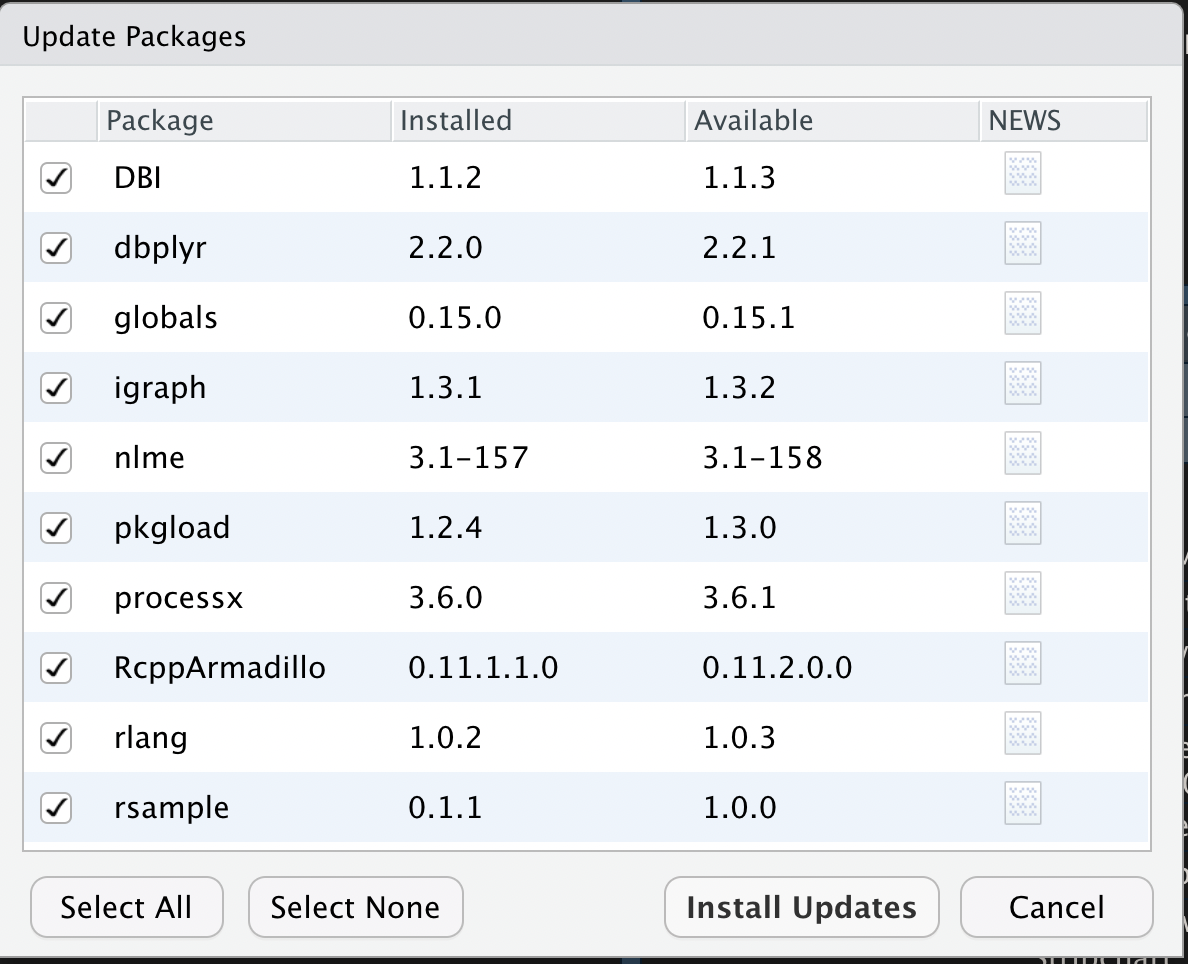 Update Packages
Package Installed Available NEWS
DBI 1.1.2 1.1.3
dbplyr 2.2.0 2.2.1
globals 0.15.0 0.15.1
igraph 1.3.1 1.3.2
nlme 3.1-157 3.1-158
pkgload 1.2.4 1.3.0
processx 3.6.0 3.6.1
RcppArmadillo 0.11.1.1.0 0.11.2.0.0
rlang 1.0.2 1.0.3
rsample 0.1.1 1.0.0
Select All Select None Install Updates Cancel